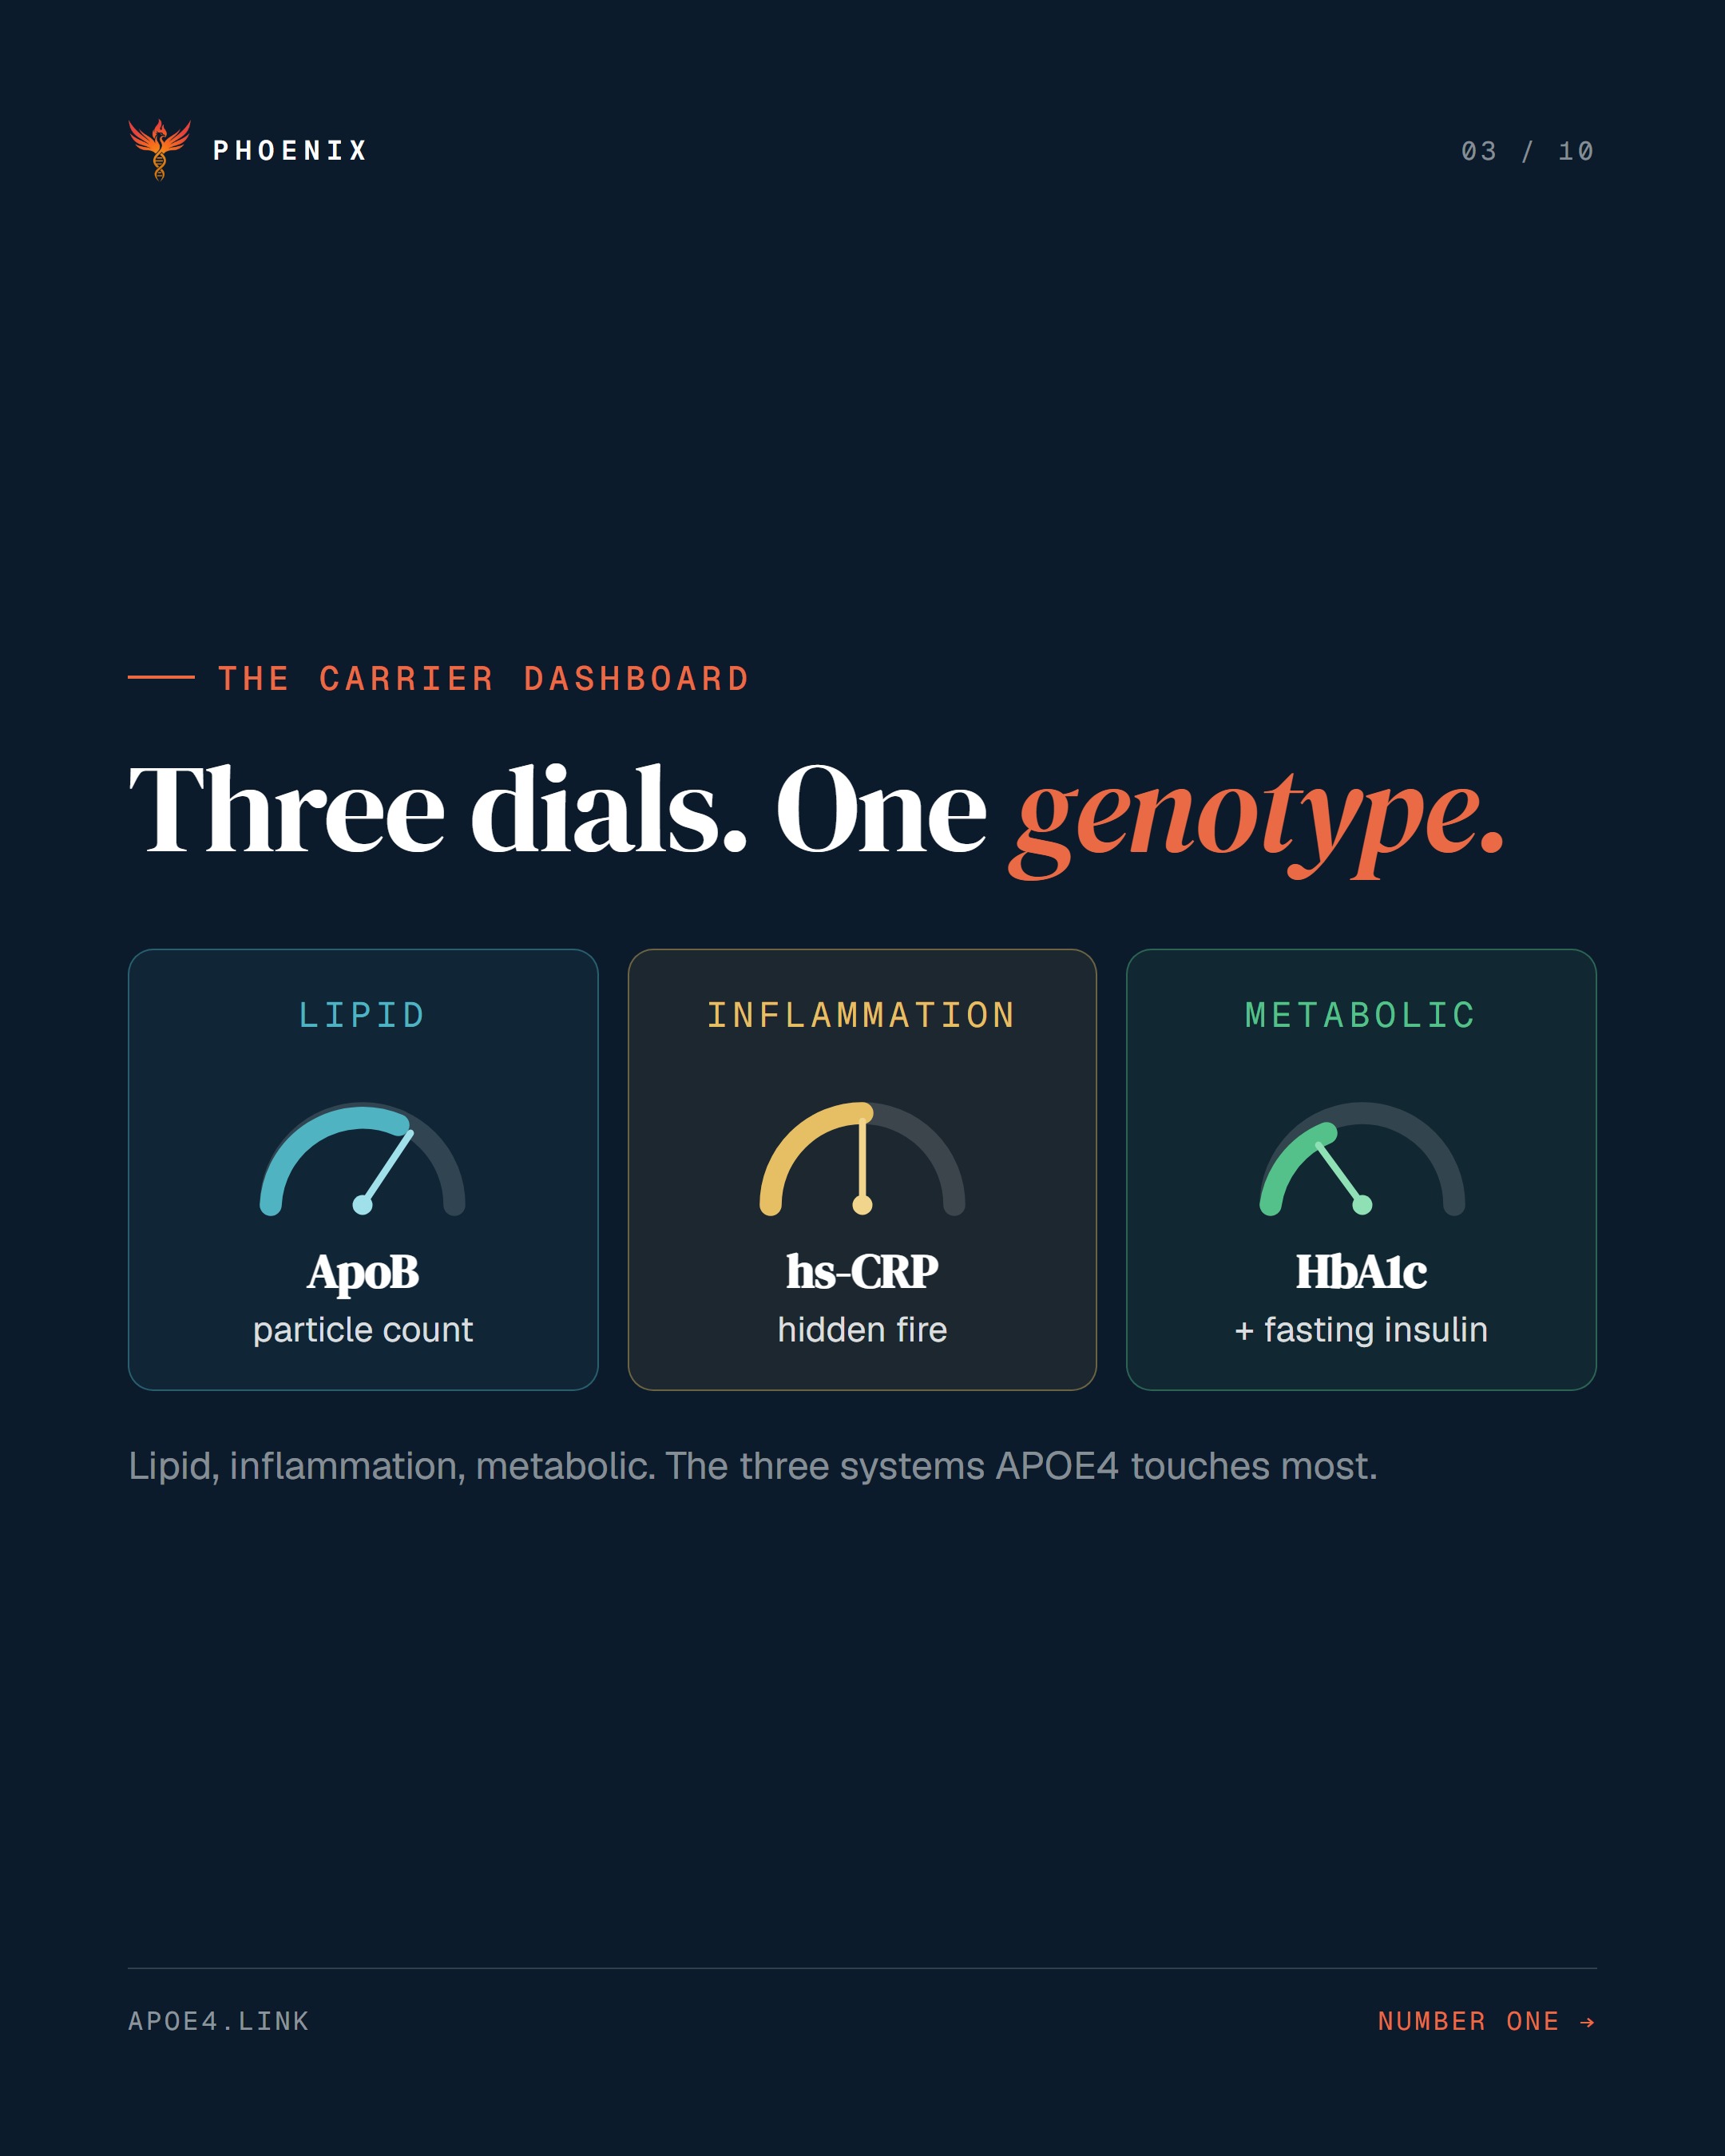 PHOENIX
03 / 10
THE CARRIER DASHBOARD
Three dials. One genotype.
LIPID
ApoB
particle count
INFLAMMATION
hs-CRP
hidden fire
METABOLIC
HbA1c
+ fasting insulin
Lipid, inflammation, metabolic. The three systems APOE4 touches most.
APOE4.LINK
NUMBER ONE →